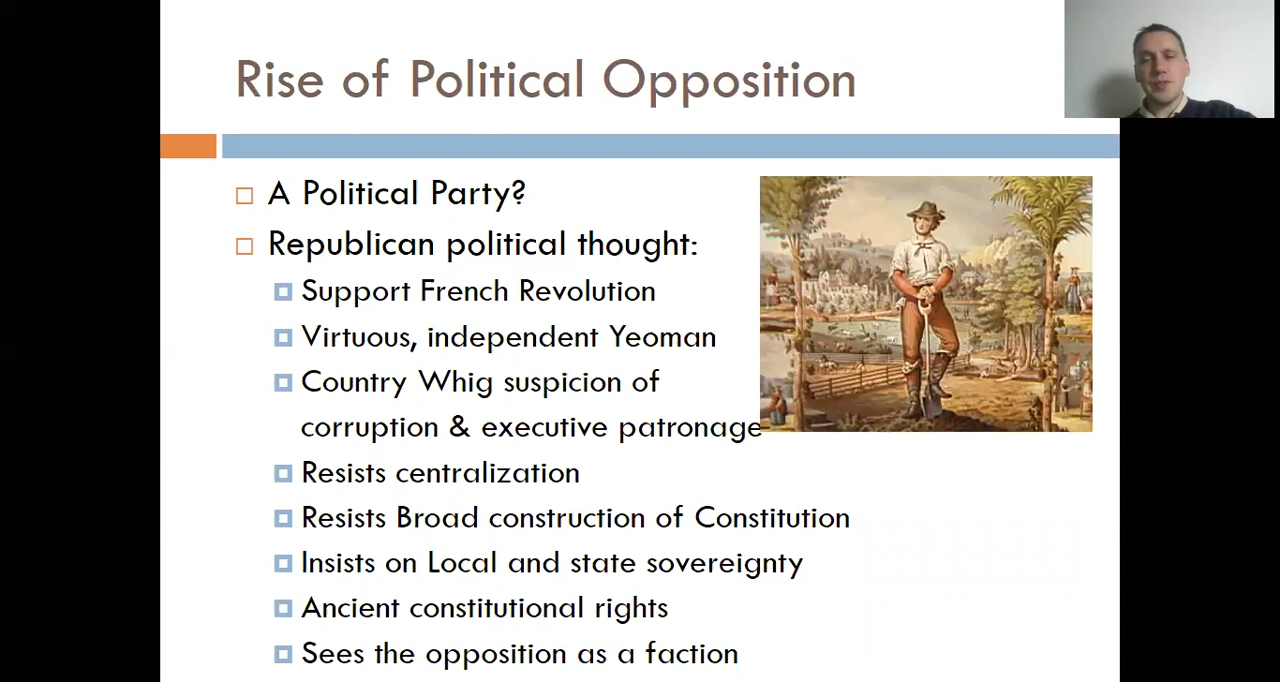 Rise of Political Opposition
A Political Party?
Republican political thought:
Support French Revolution
Virtuous, independent Yeoman
Country Whig suspicion of
corruption & executive patronage
Resists centralization
Resists Broad construction of Constitution
Insists on Local and state sovereignty
Ancient constitutional rights
Sees the opposition as a faction